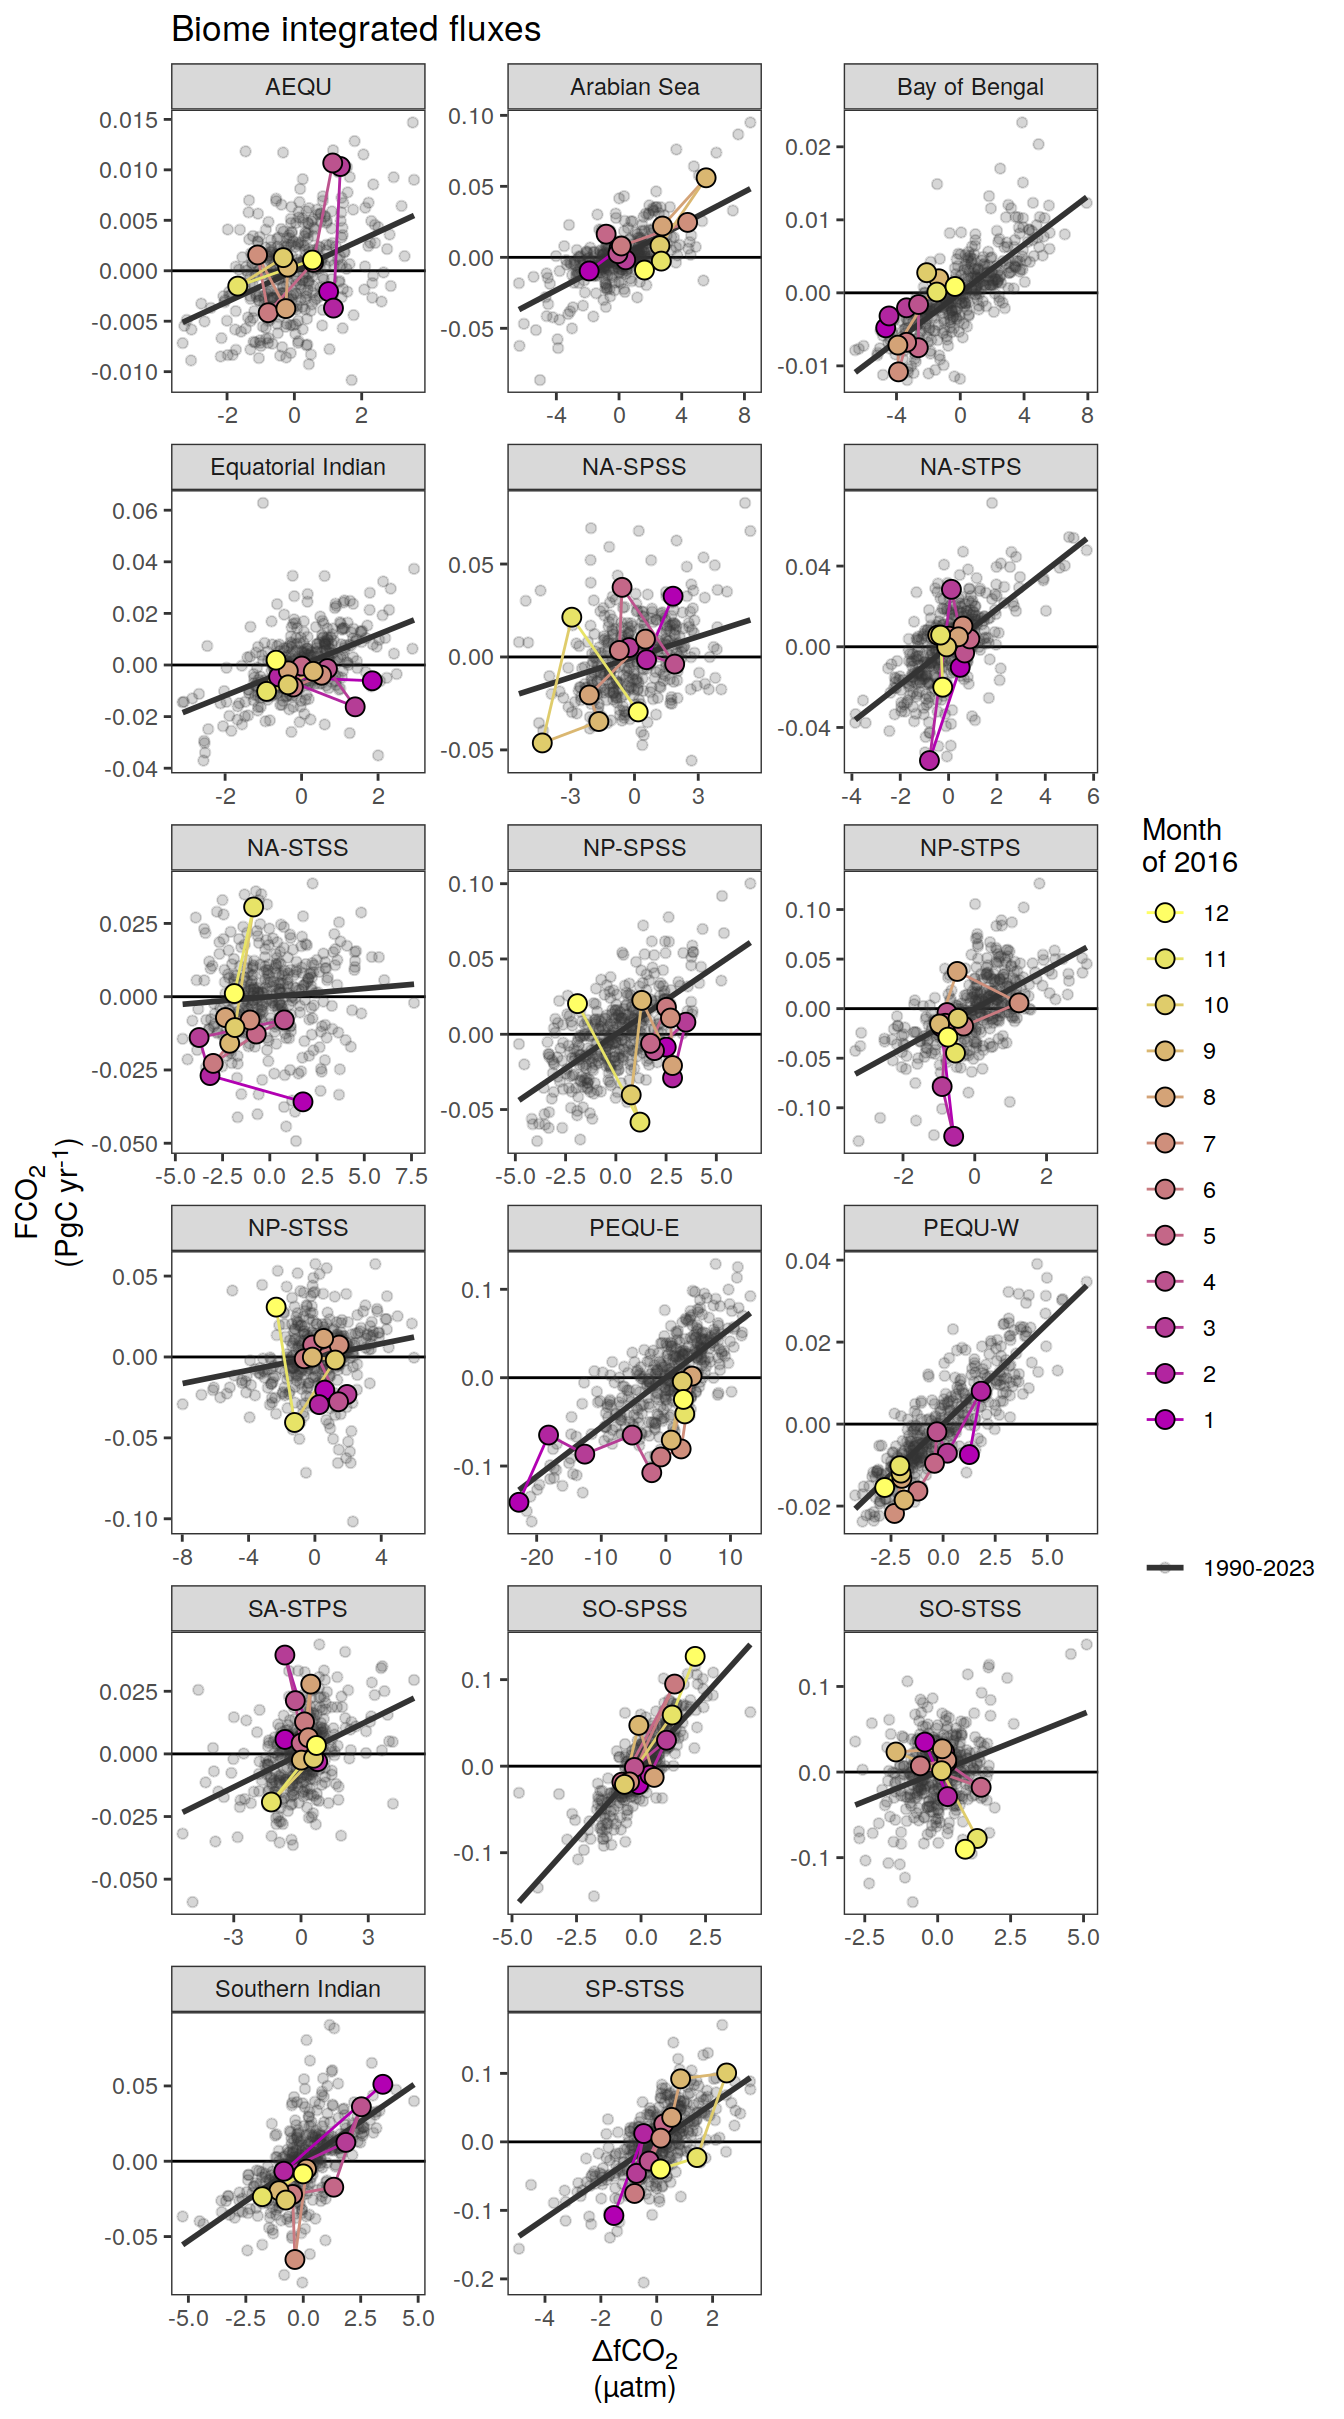 Biome integrated fluxes
AEQU
Arabian Sea
Bay of Bengal
0.015
0.010
0.005
0.000
-0.005
-0.010
-2 0 2
0.10
0.05
0.00
-0.05
-4 0 4 8
0.02
0.01
0.00
-0.01
-4 0 4 8
Equatorial Indian
NA-SPSS
NA-STPS
0.06
0.04
0.02
0.00
-0.02
-0.04
-2 0 2
0.05
0.00
-0.05
-3 0 3
0.04
0.00
-0.04
-4 -2 0 2 4 6
NA-STSS
NP-SPSS
NP-STPS
0.025
0.000
-0.025
-0.050
-5.0 -2.5 0.0 2.5 5.0 7.5
0.10
0.05
0.00
-0.05
-5.0 -2.5 0.0 2.5 5.0
0.10
0.05
0.00
-0.05
-0.10
-2 0 2
NP-STSS
PEQU-E
PEQU-W
0.05
0.00
-0.05
-0.10
-8 -4 0 4
0.1
0.0
-0.1
-20 -10 0 10
0.04
0.02
0.00
-0.02
-2.5 0.0 2.5 5.0
SA-STPS
SO-SPSS
SO-STSS
0.025
0.000
-0.025
-0.050
-3 0 3
0.1
0.0
-0.1
-5.0 -2.5 0.0 2.5
0.1
0.0
-0.1
-2.5 0.0 2.5 5.0
Southern Indian
SP-STSS
0.05
0.00
-0.05
-5.0 -2.5 0.0 2.5 5.0
0.1
0.0
-0.1
-0.2
-4 -2 0 2
FCO₂
(PgC yr⁻¹)
ΔfCO₂
(µatm)
Month
of 2016
12
11
10
9
8
7
6
5
4
3
2
1
1990-2023